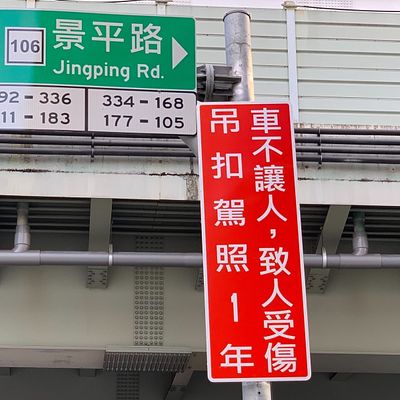 106 景平路
Jingping Rd.
92 - 336 334 - 168
11 - 183 177 - 105
車不讓人，致人受傷
吊扣駕照1年